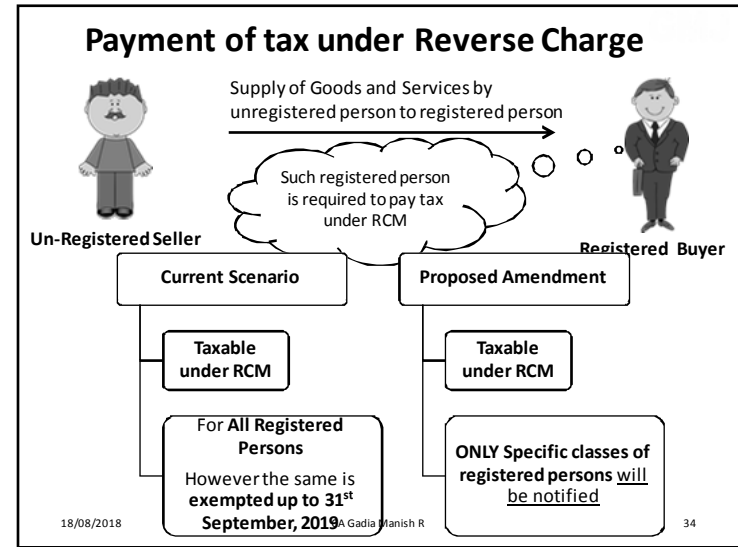 Payment of tax under Reverse Charge
Supply of Goods and Services by
unregistered person to registered person
Such registered person
is required to pay tax
under RCM
Un-Registered Seller
Registered Buyer
Current Scenario
Proposed Amendment
Taxable
under RCM
Taxable
under RCM
For All Registered
Persons
However the same is
exempted up to 31st
September, 2019
ONLY Specific classes of
registered persons will
be notified
18/08/2018
CA Gadia Manish R
34